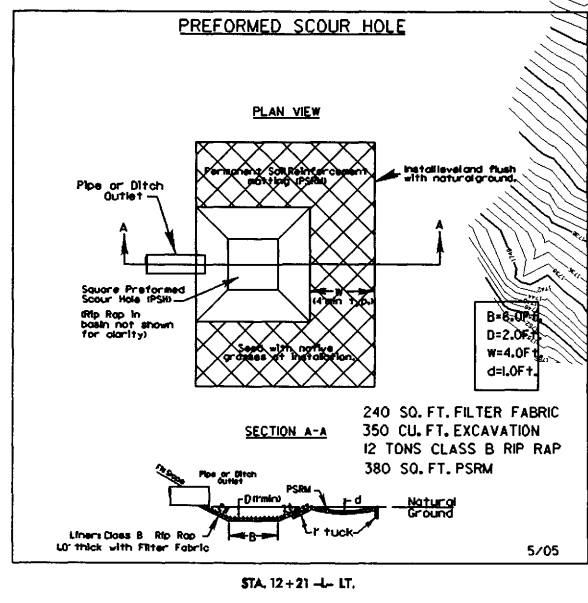 PREFORMED SCOUR HOLE
PLAN VIEW
Permanent Soil Reinforcement
matting (PSRM)
Install level and flush
with natural ground.
Pipe or Ditch
Outlet
A
A
Square Preformed
Scour Hole (PSH)
(Rip Rap in
basin not shown
for clarity)
W
(4' min typ.)
Seed with native
grasses at installation.
B=6.0Ft.
D=2.0Ft.
W=4.0Ft.
d=1.0Ft.
240 SQ. FT. FILTER FABRIC
350 CU. FT. EXCAVATION
12 TONS CLASS B RIP RAP
380 SQ. FT. PSRM
SECTION A-A
Pipe or Ditch
Outlet
PSRM
d
D(1'min)
Natural
Ground
B
1' tuck
Liner: Class B Rip Rap
1.0' thick with Filter Fabric
5/05
STA. 12+21 -L- LT.